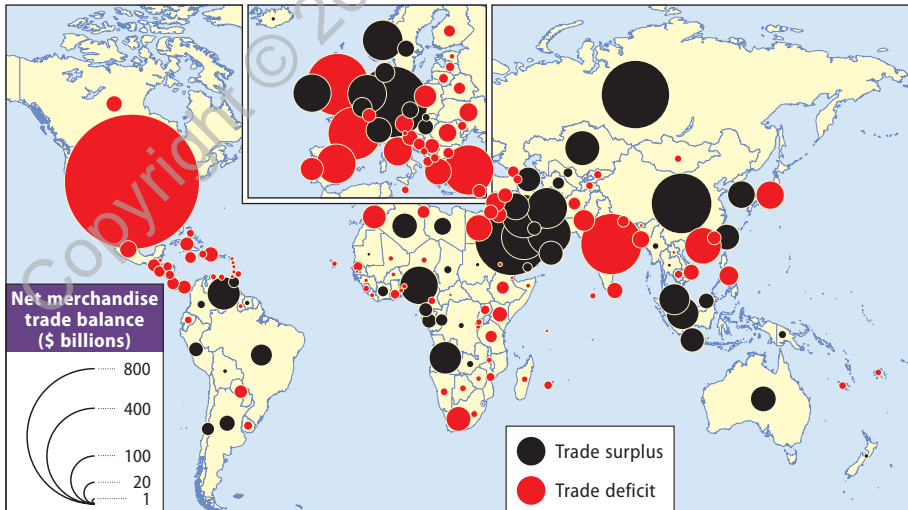 Copyright © 20
Net merchandise
trade balance
($ billions)
800
400
100
20
1
Trade surplus
Trade deficit